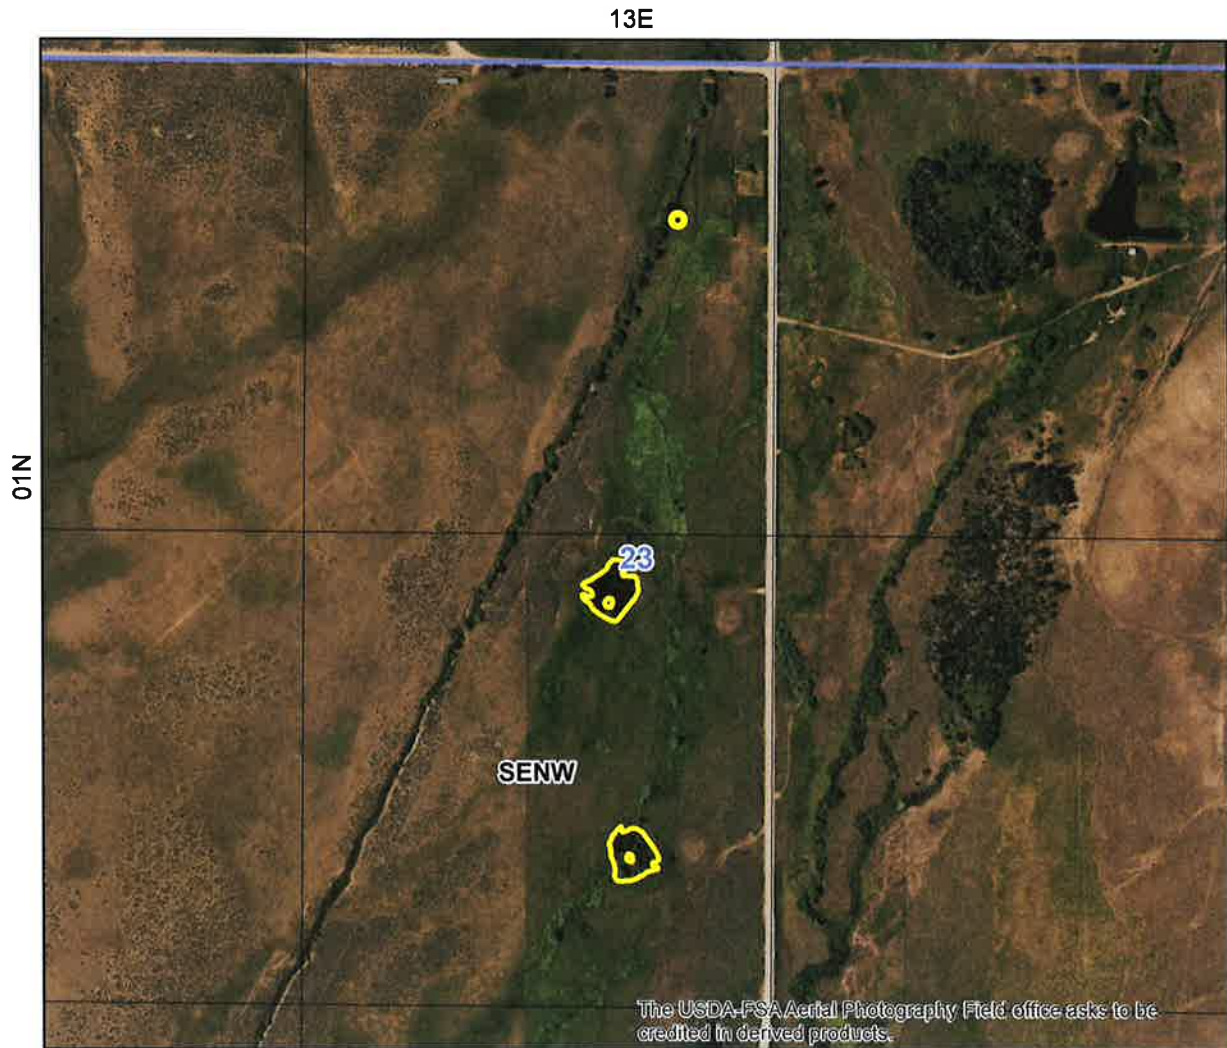 13E
01N
23
SENW
The USDA-FSA Aerial Photography Field office asks to be
credited in derived products.